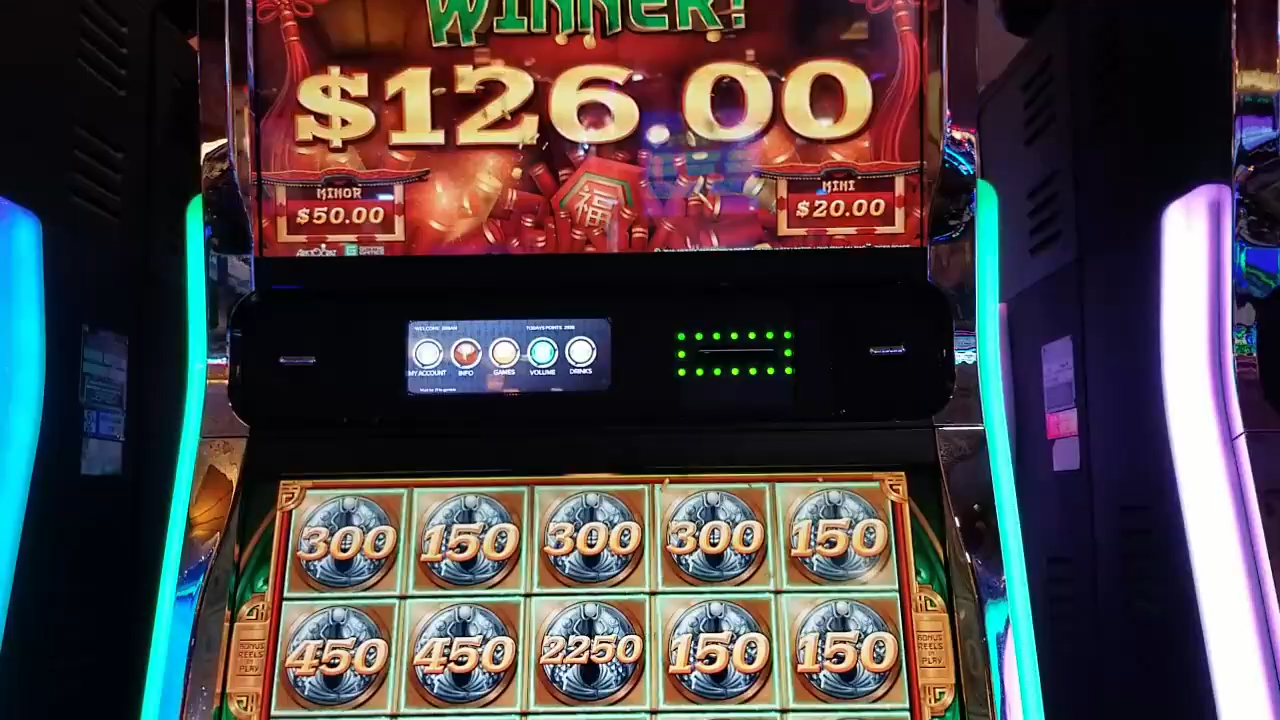 WINNER!
$126.00
MINOR
$50.00
福
MINI
$20.00
GAMES
MY ACCOUNT
INFO
GAMES
VOLUME
DRINKS
300
150
300
300
150
450
450
2250
150
150
BONUS
REELS
IN
PLAY
BONUS
REELS
IN
PLAY